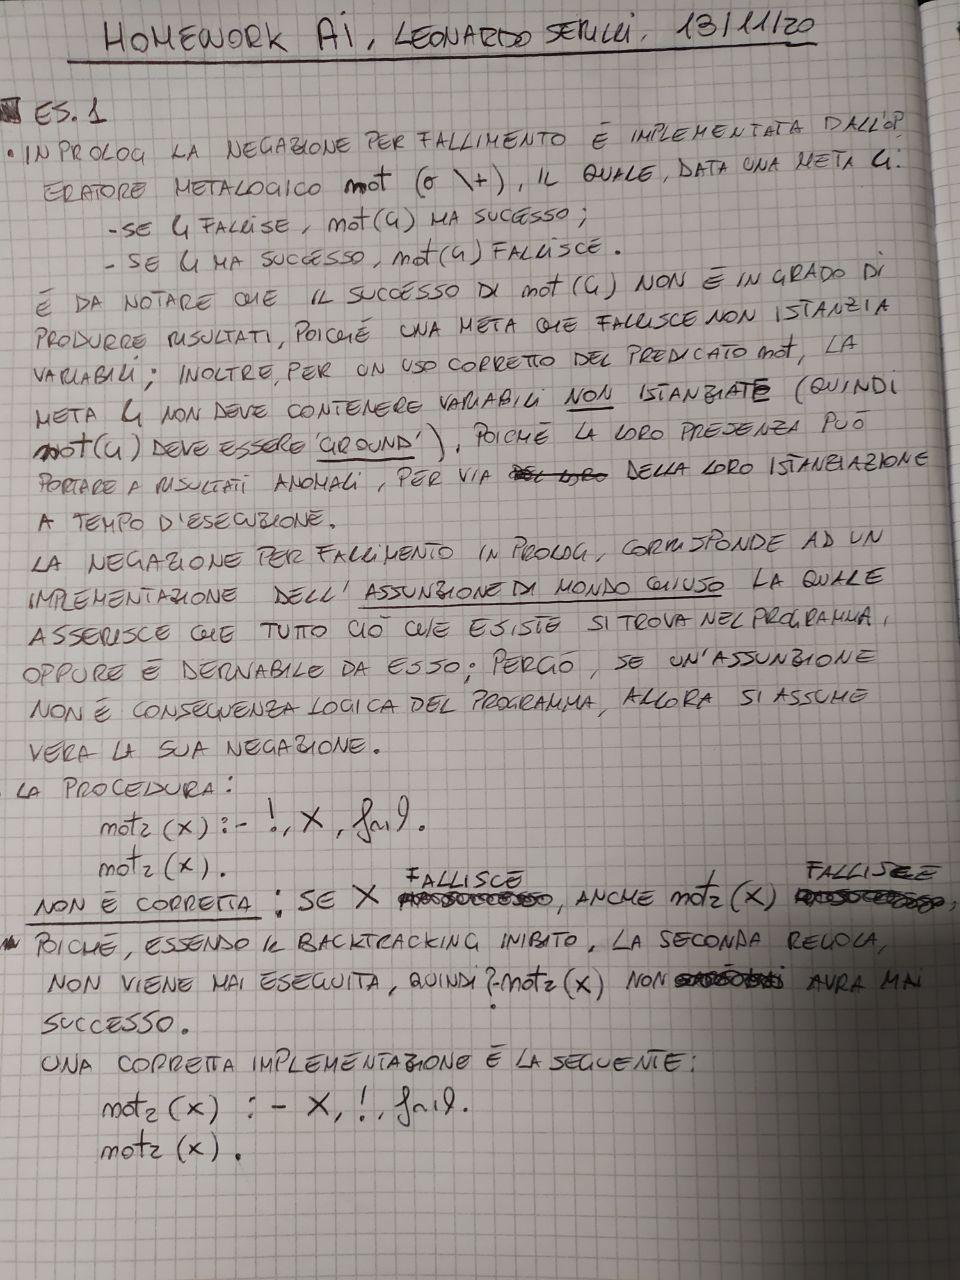 HOMEWORK AI, LEONARDO SERILLI. 13/11/20
ES. 1
• IN PROLOG LA NEGAZIONE PER FALLIMENTO È IMPLEMENTATA DALL'OP
ERATORE METALOGICO not (o \+), IL QUALE, DATA UNA META G:
- SE G FALLISE, not(G) HA SUCESSO;
- SE G HA SUCCESSO, not(G) FALLISCE.
È DA NOTARE CHE IL SUCCESSO DI not(G) NON È IN GRADO DI
PRODURRE RISULTATI, POICHÉ UNA META CHE FALLISCE NON ISTANZIA
VARIABILI; INOLTRE, PER UN USO CORRETTO DEL PREDICATO not, LA
META G NON DEVE CONTENERE VARIABILI NON ISTANZIATE (QUINDI
not(G) DEVE ESSERE 'GROUND'), POICHÈ LA LORO PRESENZA PUÒ
PORTARE A RISULTATI ANOMALI, PER VIA DELLA LORO ISTANZIAZIONE
A TEMPO D'ESECUZIONE.
LA NEGAZIONE PER FALLIMENTO IN PROLOG, CORRISPONDE AD UN
IMPLEMENTAZIONE DELL'ASSUNZIONE DI MONDO CHIUSO LA QUALE
ASSERISCE CHE TUTTO CIÒ CHE ESISTE SI TROVA NEL PROGRAMMA,
OPPURE È DERIVABILE DA ESSO; PERCIÒ, SE UN'ASSUNZIONE
NON È CONSEGUENZA LOGICA DEL PROGRAMMA, ALLORA SI ASSUME
VERA LA SUA NEGAZIONE.
LA PROCEDURA:
not2(X) :- !, X, fail.
not2(X).
NON È CORRETTA: SE X FALLISCE, ANCHE not2(X) FALLISCE,
POICHÈ, ESSENDO IL BACKTRACKING INIBITO, LA SECONDA REGOLA,
NON VIENE MAI ESEGUITA, QUINDI ?-not2(X) NON AVRA MAI
SUCCESSO.
UNA CORRETTA IMPLEMENTAZIONE È LA SEGUENTE:
not2(X) :- X, !, fail.
not2(X).